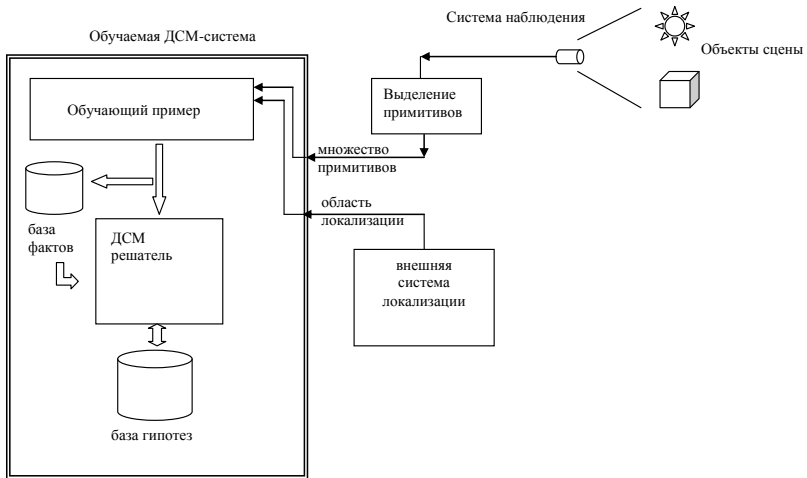 Система наблюдения
Обучаемая ДСМ-система
Объекты сцены
Обучающий пример
Выделение
примитивов
множество
примитивов
область
локализации
база
фактов
ДСМ
решатель
внешняя
система
локализации
база гипотез